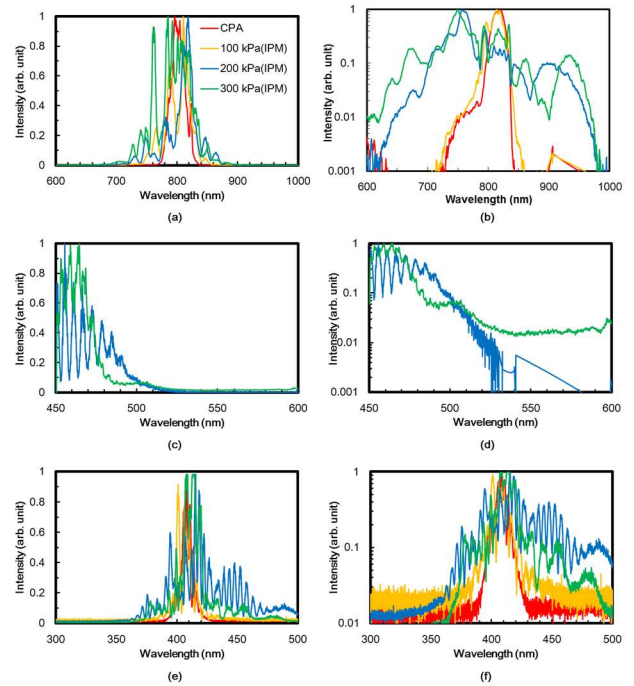 Intensity (arb. unit)
1
0.8
0.6
0.4
0.2
0
CPA
100 kPa(IPM)
200 kPa(IPM)
300 kPa(IPM)
600 700 800 900 1000
Wavelength (nm)
(a)
Intensity (arb. unit)
1
0.1
0.01
0.001
600 700 800 900 1000
Wavelength (nm)
(b)
Intensity (arb. unit)
1
0.8
0.6
0.4
0.2
0
450 500 550 600
Wavelength (nm)
(c)
Intensity (arb. unit)
1
0.1
0.01
0.001
450 500 550 600
Wavelength (nm)
(d)
Intensity (arb. unit)
1
0.8
0.6
0.4
0.2
0
300 350 400 450 500
Wavelength (nm)
(e)
Intensity (arb. unit)
1
0.1
0.01
300 350 400 450 500
Wavelength (nm)
(f)